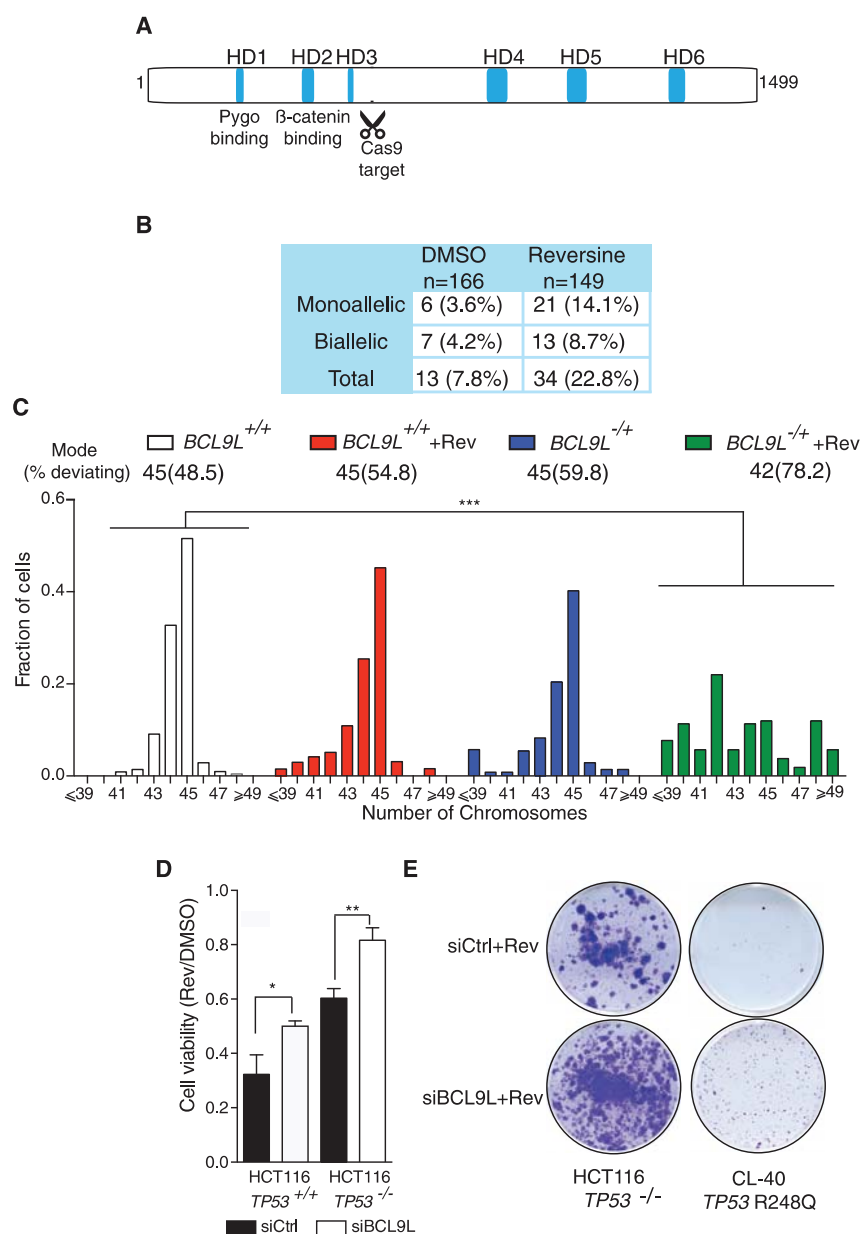 A
HD1 HD2 HD3 HD4 HD5 HD6
1 1499
Pygo binding
ß-catenin binding
Cas9 target
B
DMSO n=166
Reversine n=149
Monoallelic 6 (3.6%) 21 (14.1%)
Biallelic 7 (4.2%) 13 (8.7%)
Total 13 (7.8%) 34 (22.8%)
C
Mode (% deviating)
BCL9L +/+
45(48.5)
BCL9L +/+ +Rev
45(54.8)
BCL9L -/+
45(59.8)
BCL9L -/+ +Rev
42(78.2)
***
Fraction of cells
0.6
0.4
0.2
0.0
⩽39 41 43 45 47 ⩾49
⩽39 41 43 45 47 ⩾49
⩽39 41 43 45 47 ⩾49
⩽39 41 43 45 47 ⩾49
Number of Chromosomes
D
Cell viability (Rev/DMSO)
1.0
0.8
0.6
0.4
0.2
0.0
*
**
HCT116 TP53 +/+
HCT116 TP53 -/-
siCtrl siBCL9L
E
siCtrl+Rev
siBCL9L+Rev
HCT116 TP53 -/-
CL-40 TP53 R248Q